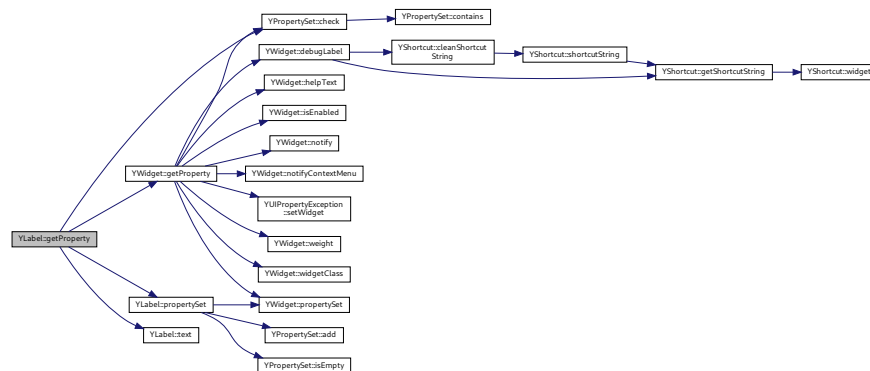 YPropertySet::check
YPropertySet::contains
YWidget::debugLabel
YShortcut::cleanShortcut
String
YShortcut::shortcutString
YShortcut::getShortcutString
YShortcut::widget
YWidget::helpText
YWidget::isEnabled
YWidget::notify
YWidget::getProperty
YWidget::notifyContextMenu
YUIPropertyException
::setWidget
YLabel::getProperty
YWidget::weight
YWidget::widgetClass
YLabel::propertySet
YWidget::propertySet
YLabel::text
YPropertySet::add
YPropertySet::isEmpty